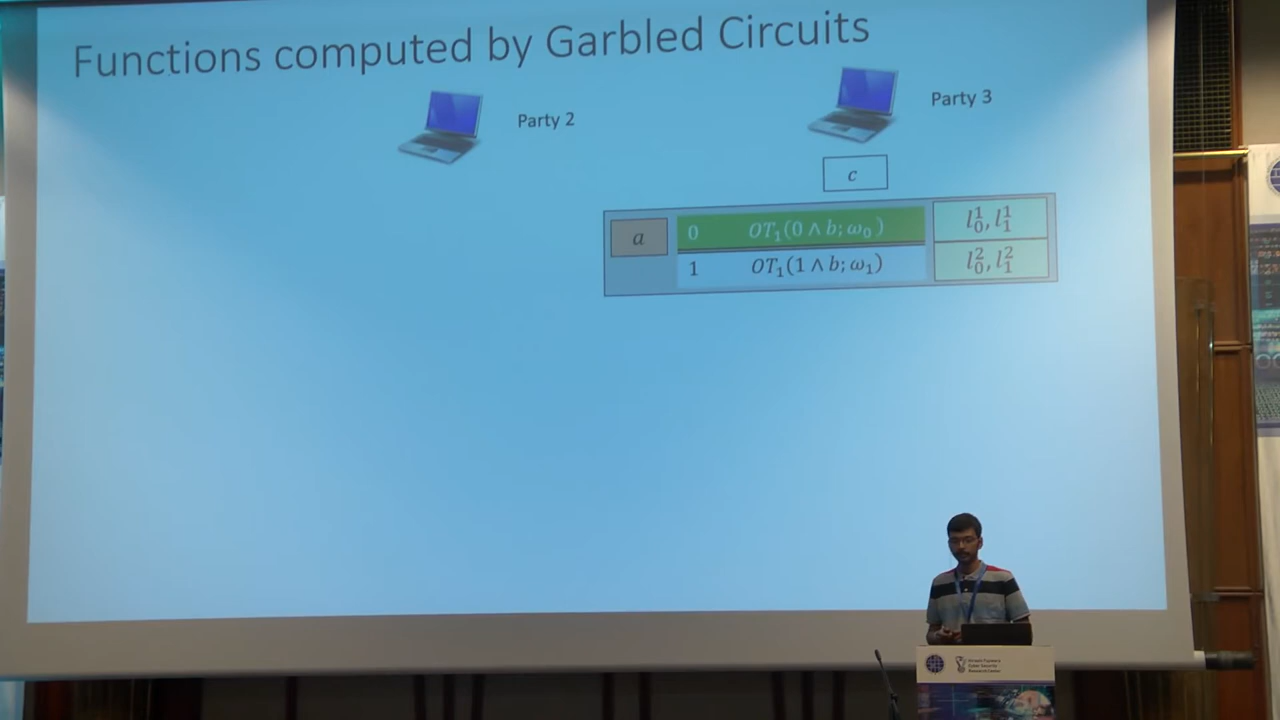 Functions computed by Garbled Circuits
Party 2
Party 3
c
a
0 OT₁(0 ∧ b; ω₀)
l₀¹, l₁¹
1 OT₁(1 ∧ b; ω₁)
l₀², l₁²